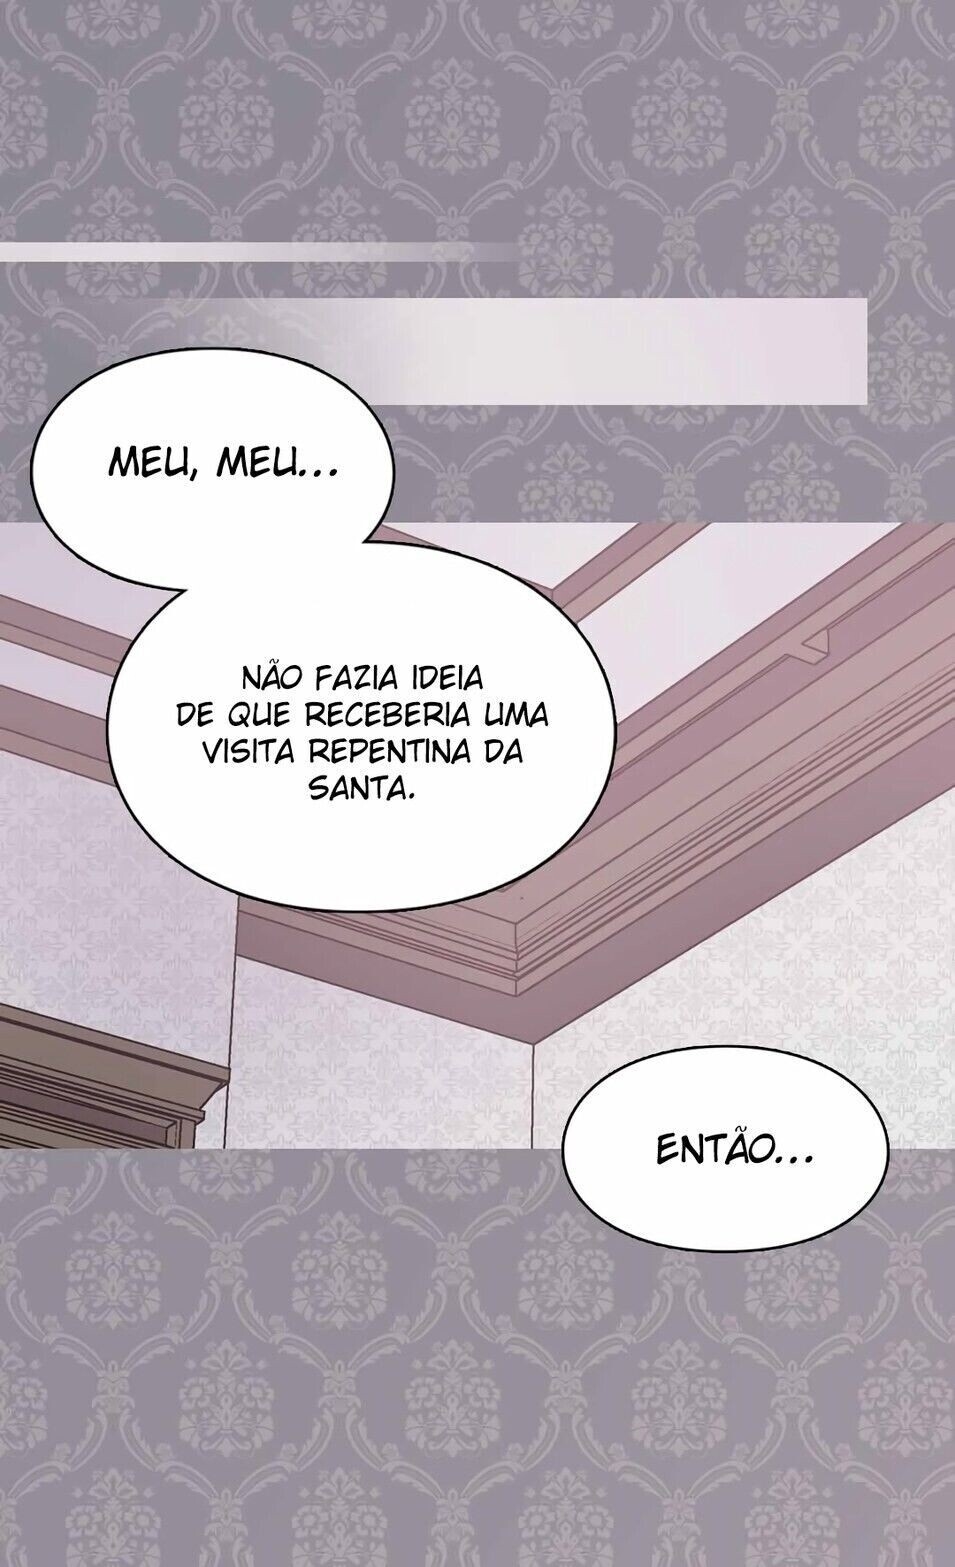 MEU, MEU...
NÃO FAZIA IDEIA
DE QUE RECEBERIA UMA
VISITA REPENTINA DA
SANTA.
ENTÃO...